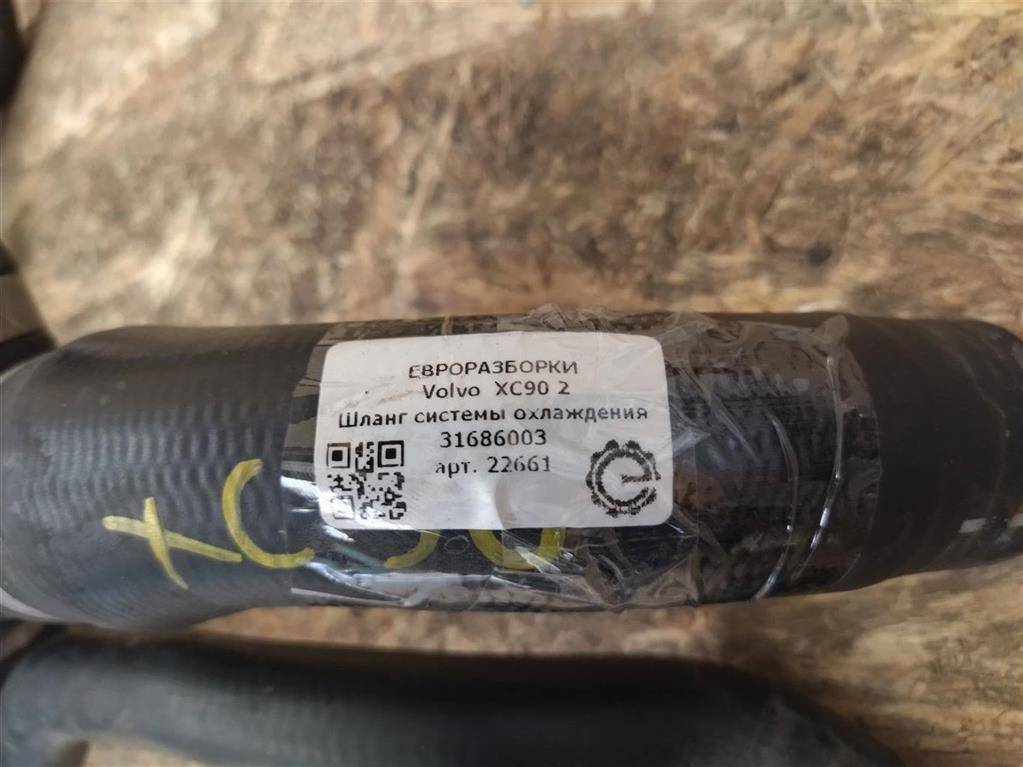 ЕВРОРАЗБОРКИ
Volvo XC90 2
Шланг системы охлаждения
31686003
арт. 22661
XC90